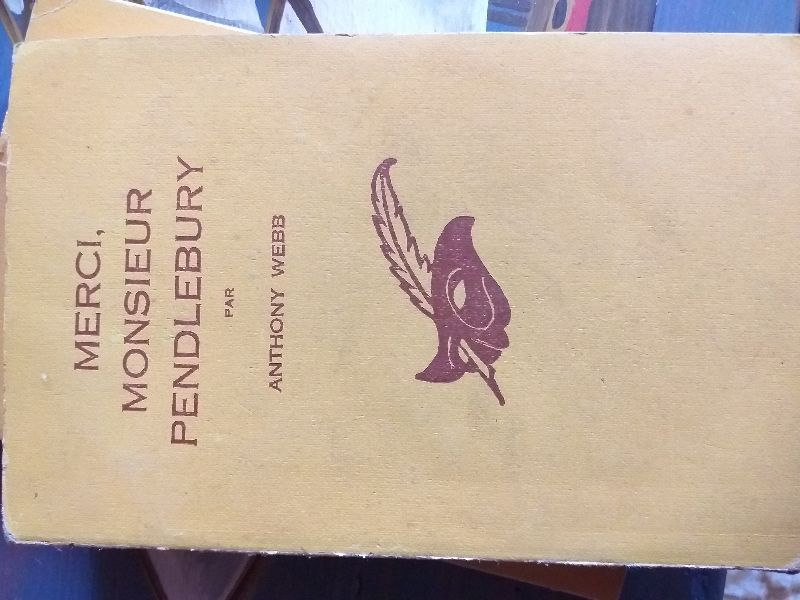 MERCI,
MONSIEUR
PENDLEBURY
PAR
ANTHONY WEBB